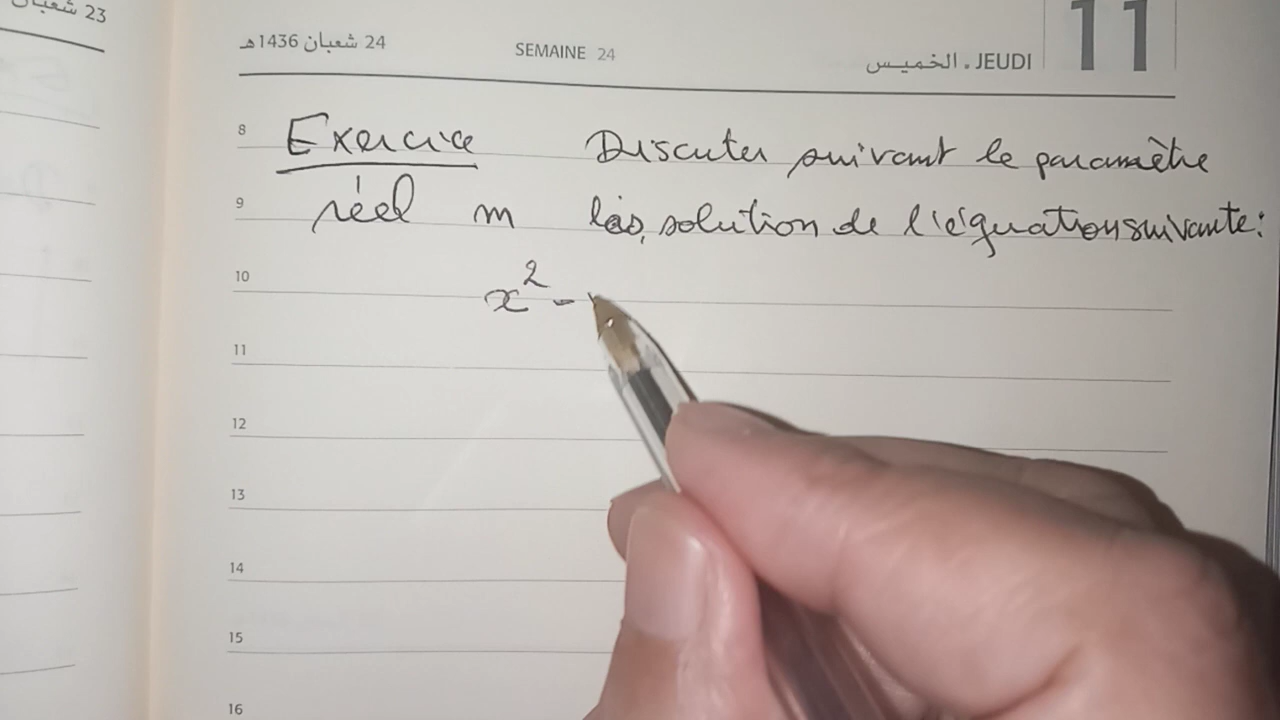 23 شعبان
24 شعبان 1436هـ SEMAINE 24 الخميس . JEUDI 11
8 Exercice Discuter suivant le paramètre
9 réel m les solution de l'équation suivante:
10 x² -
11
12
13
14
15
16